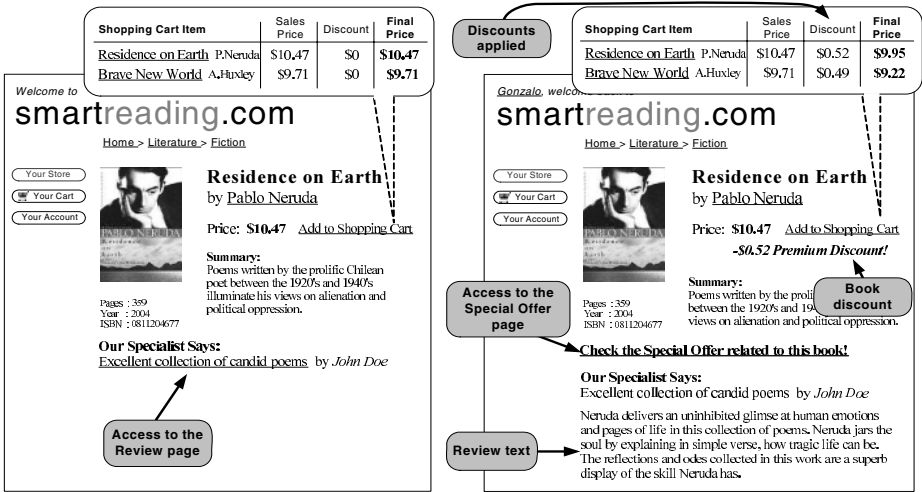 Shopping Cart Item Sales Price Discount Final Price
Residence on Earth P.Neruda $10.47 $0 $10.47
Brave New World A.Huxley $9.71 $0 $9.71
Welcome to
smartreading.com
Home > Literature > Fiction
Your Store
Your Cart
Your Account
PABLO NERUDA
Residence
on
Earth
Residence on Earth
by Pablo Neruda
Price: $10.47 Add to Shopping Cart
Summary:
Poems written by the prolific Chilean
poet between the 1920's and 1940's
illuminate his views on alienation and
political oppression.
Pages : 359
Year : 2004
ISBN : 0811204677
Our Specialist Says:
Excellent collection of candid poems by John Doe
Access to the
Review page
Discounts
applied
Shopping Cart Item Sales Price Discount Final Price
Residence on Earth P.Neruda $10.47 $0.52 $9.95
Brave New World A.Huxley $9.71 $0.49 $9.22
Gonzalo, welcome back to
smartreading.com
Home > Literature > Fiction
Your Store
Your Cart
Your Account
PABLO NERUDA
Residence
on
Earth
Residence on Earth
by Pablo Neruda
Price: $10.47 Add to Shopping Cart
-$0.52 Premium Discount!
Book
discount
Summary:
Poems written by the proli
between the 1920's and 194
views on alienation and political oppression.
Pages : 359
Year : 2004
ISBN : 0811204677
Access to the
Special Offer
page
Check the Special Offer related to this book!
Our Specialist Says:
Excellent collection of candid poems by John Doe
Review text
Neruda delivers an uninhibited glimse at human emotions
and pages of life in this collection of poems. Neruda jars the
soul by explaining in simple verse, how tragic life can be.
The reflections and odes collected in this work are a superb
display of the skill Neruda has.